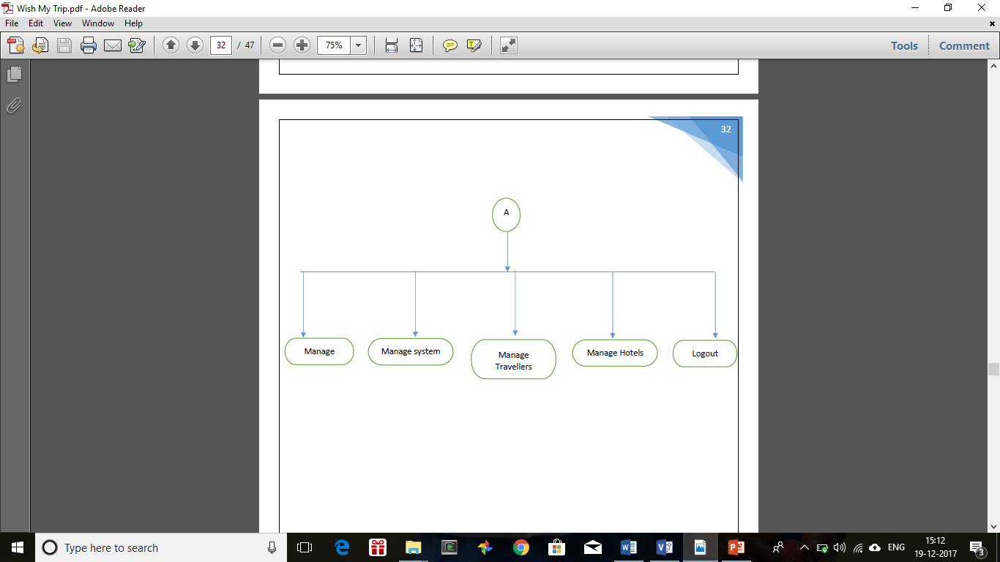 Wish My Trip.pdf - Adobe Reader
File Edit View Window Help
32 / 47 75% Tools Comment
32
A
Manage
Manage system
Manage
Travellers
Manage Hotels
Logout
Type here to search
ENG
15:12
19-12-2017
3